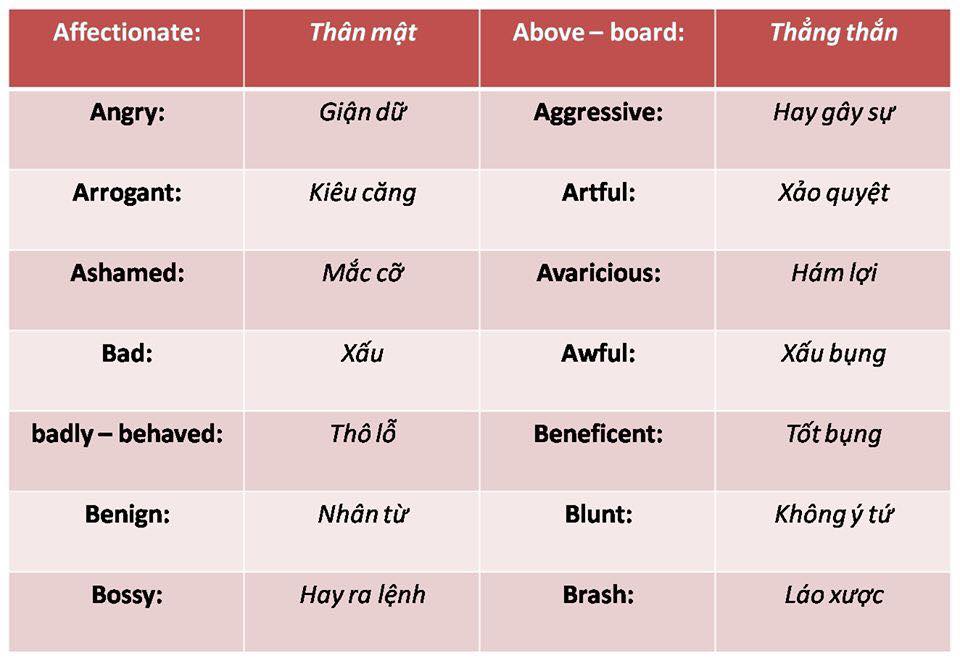 Affectionate: Thân mật Above – board: Thẳng thắn
Angry: Giận dữ Aggressive: Hay gây sự
Arrogant: Kiêu căng Artful: Xảo quyệt
Ashamed: Mắc cỡ Avaricious: Hám lợi
Bad: Xấu Awful: Xấu bụng
badly – behaved: Thô lỗ Beneficent: Tốt bụng
Benign: Nhân từ Blunt: Không ý tứ
Bossy: Hay ra lệnh Brash: Láo xược